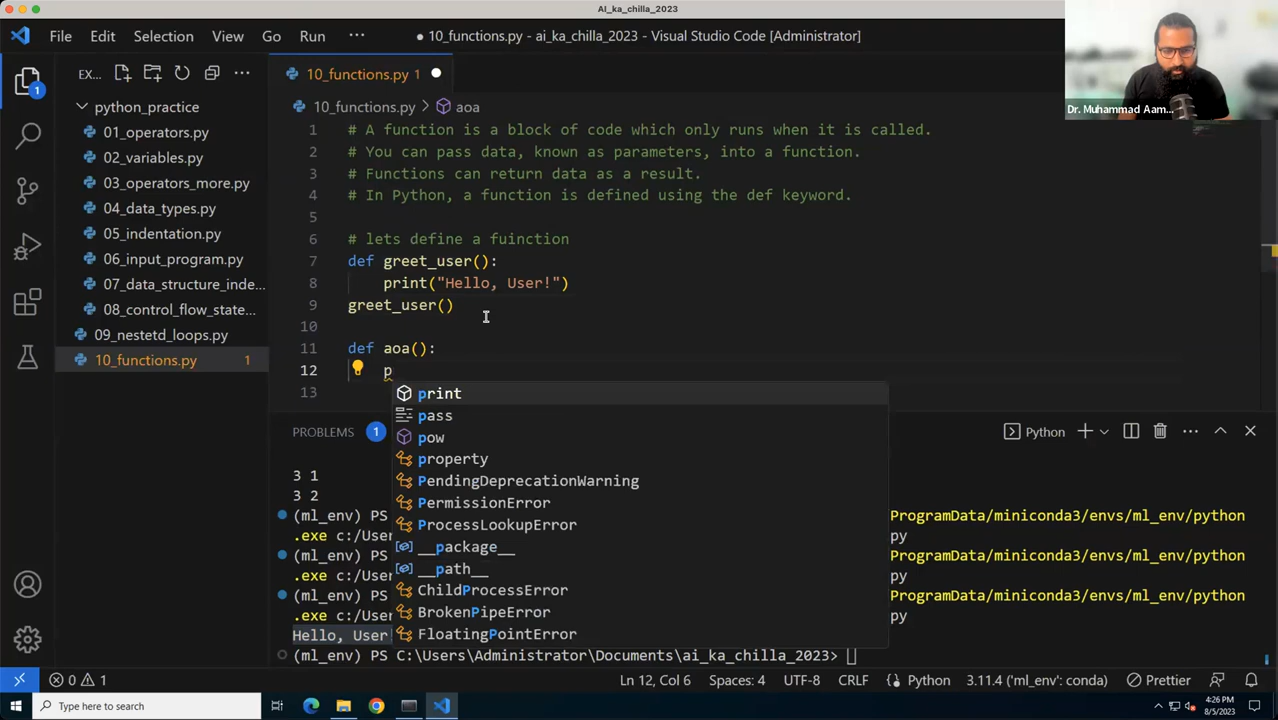 AI_ka_chilla_2023
File Edit Selection View Go Run ··· ● 10_functions.py - ai_ka_chilla_2023 - Visual Studio Code [Administrator]
Dr. Muhammad Aam...
EX... ···
10_functions.py 1
python_practice
01_operators.py
02_variables.py
03_operators_more.py
04_data_types.py
05_indentation.py
06_input_program.py
07_data_structure_inde...
08_control_flow_state...
09_nestetd_loops.py
10_functions.py 1
1
10_functions.py > aoa
1 # A function is a block of code which only runs when it is called.
2 # You can pass data, known as parameters, into a function.
3 # Functions can return data as a result.
4 # In Python, a function is defined using the def keyword.
5
6 # lets define a fuinction
7 def greet_user():
8 print("Hello, User!")
9 greet_user()
10
11 def aoa():
12 p
13
print
pass
pow
property
PendingDeprecationWarning
PermissionError
ProcessLookupError
__package__
__path__
ChildProcessError
BrokenPipeError
FloatingPointError
PROBLEMS 1 Python
3 1
3 2
(ml_env) PS ProgramData/miniconda3/envs/ml_env/python
.exe c:/User py
(ml_env) PS ProgramData/miniconda3/envs/ml_env/python
.exe c:/User py
(ml_env) PS ProgramData/miniconda3/envs/ml_env/python
.exe c:/User py
Hello, User!
(ml_env) PS C:\Users\Administrator\Documents\ai_ka_chilla_2023>
0 1 Ln 12, Col 6 Spaces: 4 UTF-8 CRLF Python 3.11.4 ('ml_env': conda) Prettier
Type here to search
4:26 PM
8/5/2023